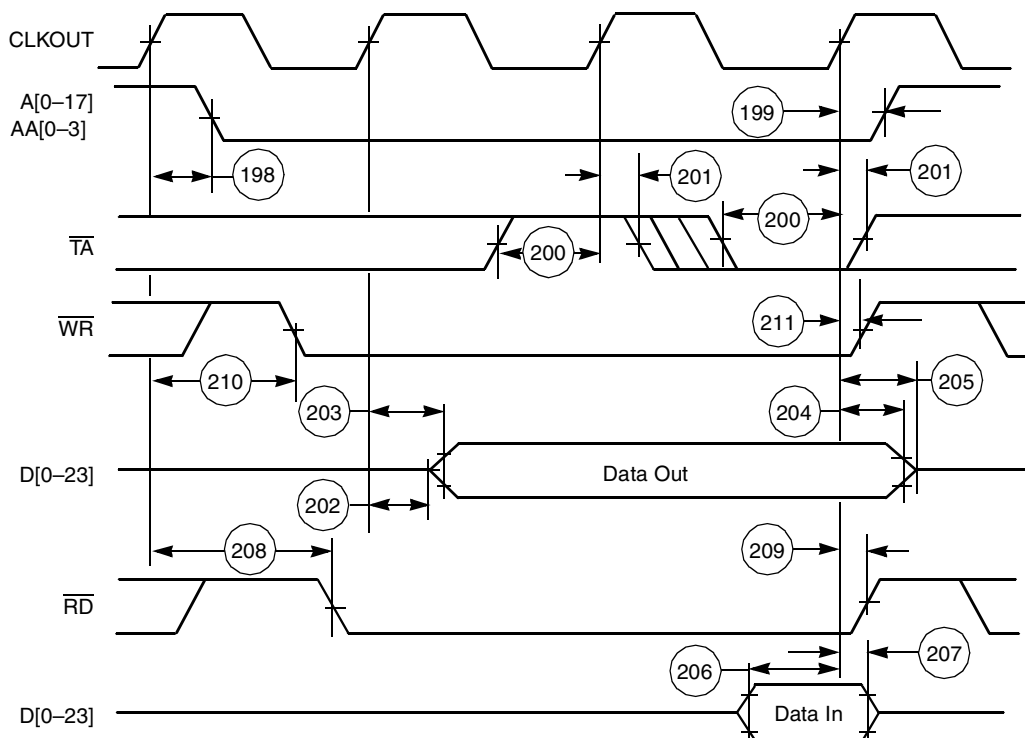 CLKOUT
A[0–17]
AA[0–3]
199
198
201
201
TA
200
200
WR
211
210
203
204
205
D[0–23]
Data Out
202
208
209
RD
206
207
D[0–23]
Data In